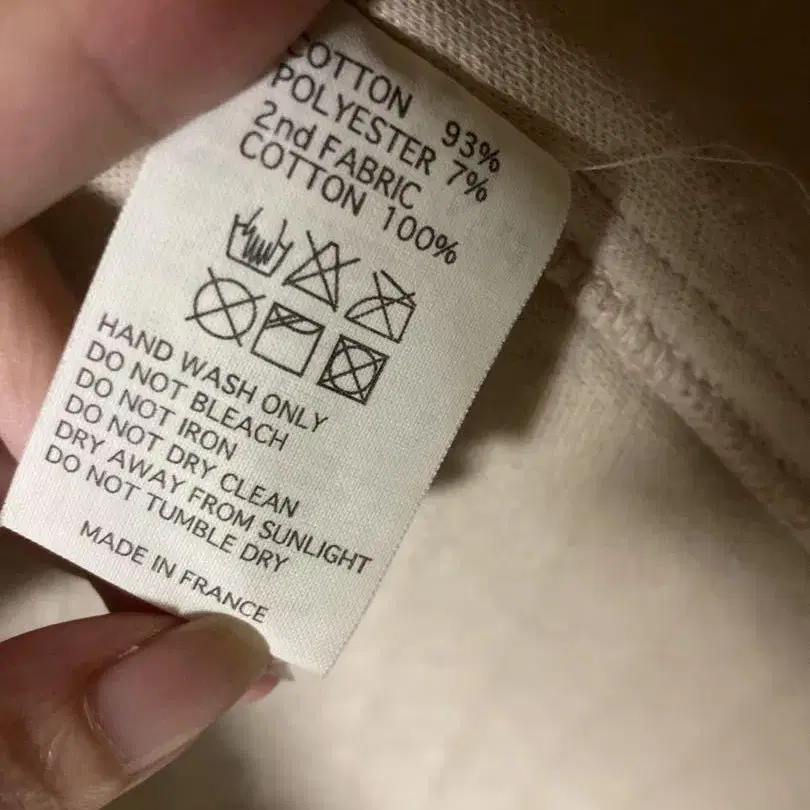 COTTON 93%
POLYESTER 7%
2nd FABRIC
COTTON 100%
HAND WASH ONLY
DO NOT BLEACH
DO NOT IRON
DO NOT DRY CLEAN
DRY AWAY FROM SUNLIGHT
DO NOT TUMBLE DRY
MADE IN FRANCE